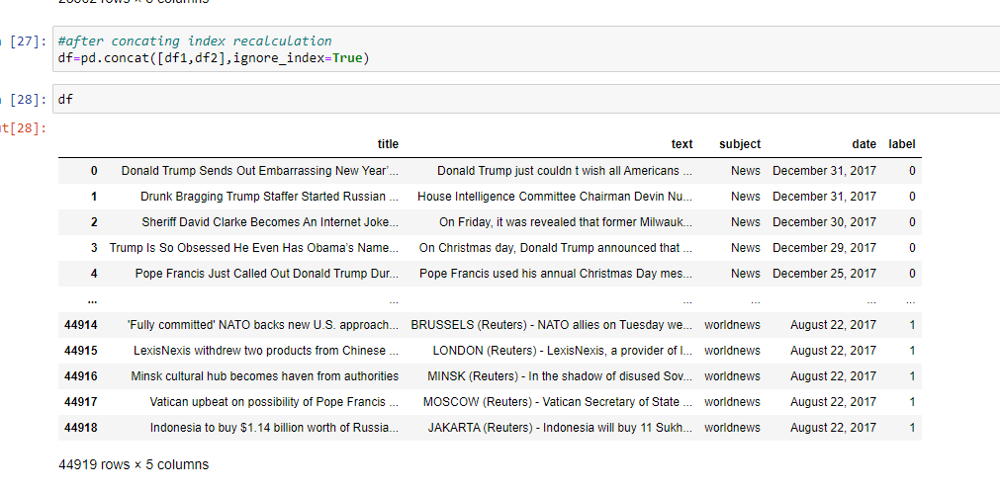 [27]: #after concating index recalculation
df=pd.concat([df1,df2],ignore_index=True)
[28]: df
t[28]:
title text subject date label
0 Donald Trump Sends Out Embarrassing New Year'... Donald Trump just couldn t wish all Americans ... News December 31, 2017 0
1 Drunk Bragging Trump Staffer Started Russian ... House Intelligence Committee Chairman Devin Nu... News December 31, 2017 0
2 Sheriff David Clarke Becomes An Internet Joke... On Friday, it was revealed that former Milwauk... News December 30, 2017 0
3 Trump Is So Obsessed He Even Has Obama's Name... On Christmas day, Donald Trump announced that ... News December 29, 2017 0
4 Pope Francis Just Called Out Donald Trump Dur... Pope Francis used his annual Christmas Day mes... News December 25, 2017 0
... ... ... ... ... ...
44914 'Fully committed' NATO backs new U.S. approach... BRUSSELS (Reuters) - NATO allies on Tuesday we... worldnews August 22, 2017 1
44915 LexisNexis withdrew two products from Chinese ... LONDON (Reuters) - LexisNexis, a provider of l... worldnews August 22, 2017 1
44916 Minsk cultural hub becomes haven from authorities MINSK (Reuters) - In the shadow of disused Sov... worldnews August 22, 2017 1
44917 Vatican upbeat on possibility of Pope Francis ... MOSCOW (Reuters) - Vatican Secretary of State ... worldnews August 22, 2017 1
44918 Indonesia to buy $1.14 billion worth of Russia... JAKARTA (Reuters) - Indonesia will buy 11 Sukh... worldnews August 22, 2017 1
44919 rows × 5 columns